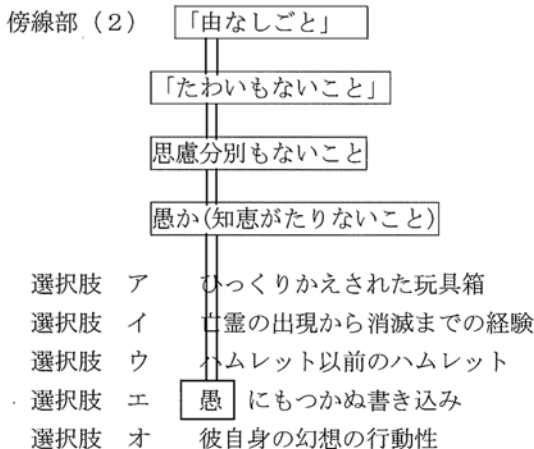 傍線部（2）　「由なしごと」
「たわいもないこと」
思慮分別もないこと
愚か(知恵がたりないこと)
選択肢　ア　ひっくりかえされた玩具箱
選択肢　イ　亡霊の出現から消滅までの経験
選択肢　ウ　ハムレット以前のハムレット
選択肢　エ　愚　にもつかぬ書き込み
選択肢　オ　彼自身の幻想の行動性